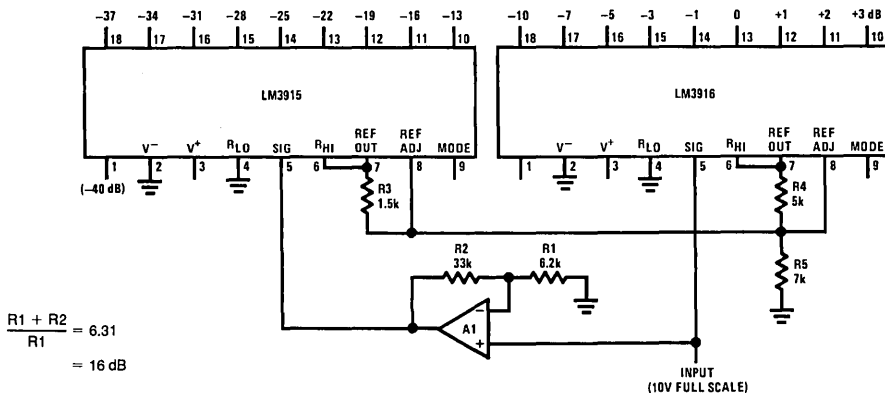 -37 -34 -31 -28 -25 -22 -19 -16 -13 -10 -7 -5 -3 -1 0 +1 +2 +3 dB
18 17 16 15 14 13 12 11 10 18 17 16 15 14 13 12 11 10
LM3915 LM3916
V− V+ RLO SIG RHI REF OUT REF ADJ MODE V− V+ RLO SIG RHI REF OUT REF ADJ MODE
1 2 3 4 5 6 7 8 9 1 2 3 4 5 6 7 8 9
(−40 dB)
R3
1.5k
R4
5k
R2
33k
R1
6.2k
R5
7k
A1
−
+
R1 + R2
R1
= 6.31
= 16 dB
INPUT
(10V FULL SCALE)